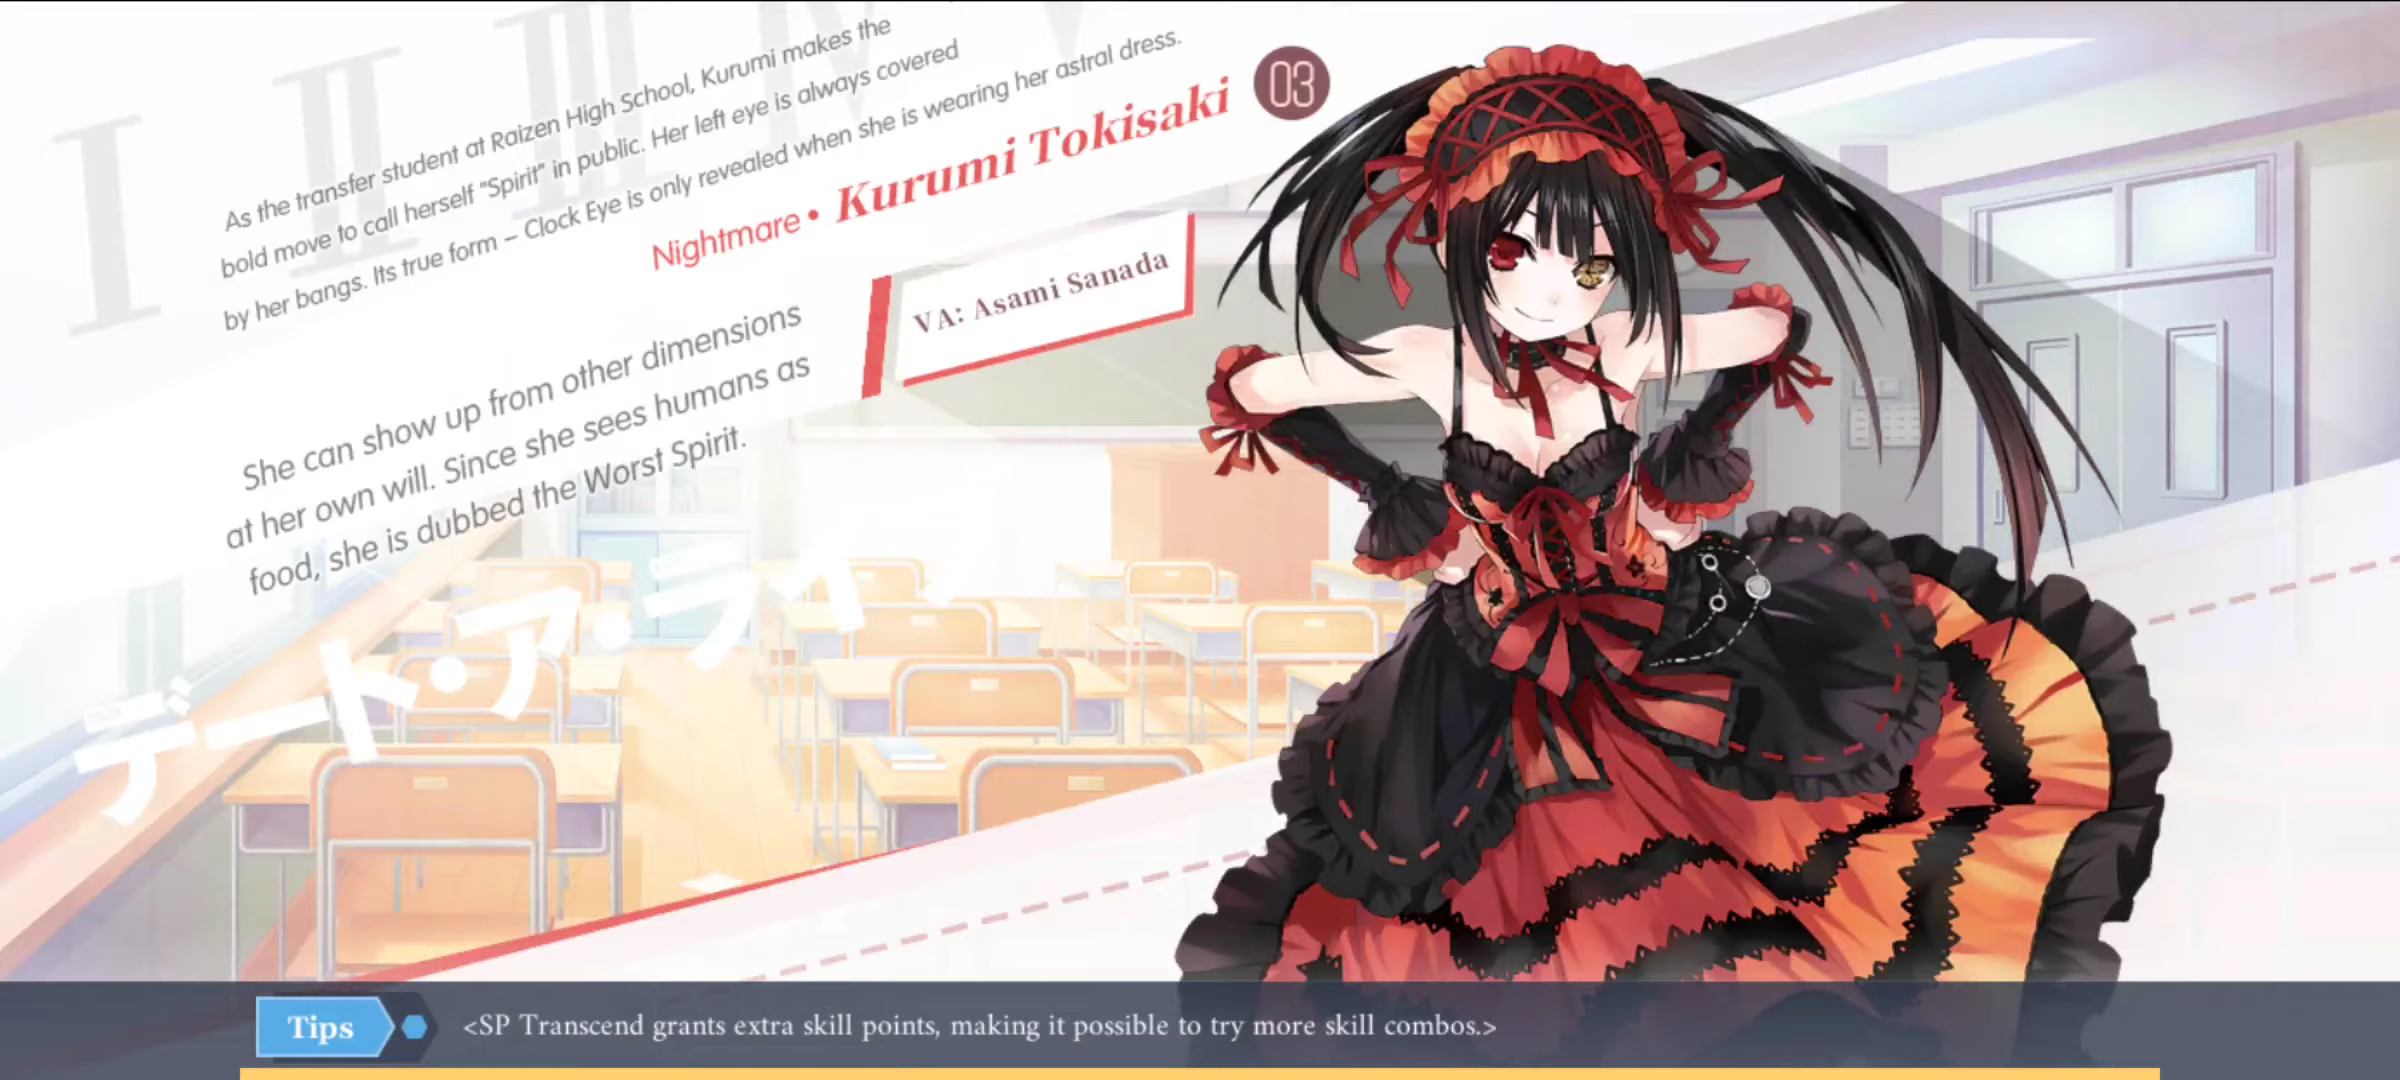 I II III IV V
As the transfer student at Raizen High School, Kurumi makes the
bold move to call herself "Spirit" in public. Her left eye is always covered
by her bangs. Its true form – Clock Eye is only revealed when she is wearing her astral dress.
Nightmare • Kurumi Tokisaki
03
VA: Asami Sanada
She can show up from other dimensions
at her own will. Since she sees humans as
food, she is dubbed the Worst Spirit.
デート・ア・ライ
Tips
<SP Transcend grants extra skill points, making it possible to try more skill combos.>